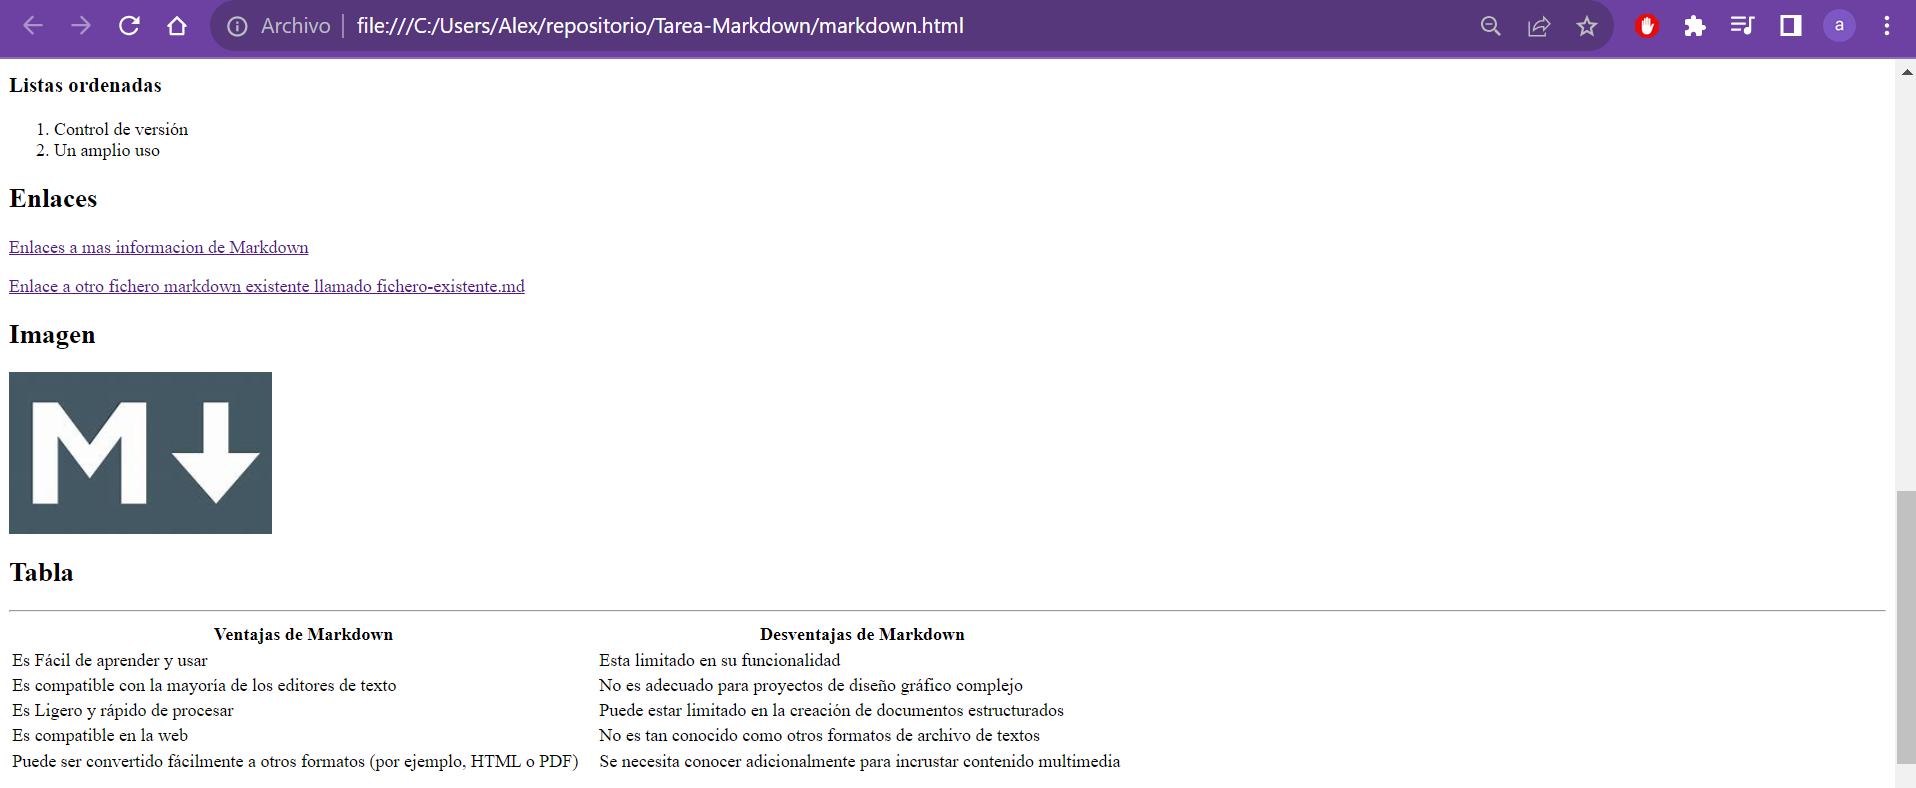 Archivo file:///C:/Users/Alex/repositorio/Tarea-Markdown/markdown.html a
Listas ordenadas
1. Control de versión
2. Un amplio uso
Enlaces
Enlaces a mas informacion de Markdown
Enlace a otro fichero markdown existente llamado fichero-existente.md
Imagen
M
Tabla
Ventajas de Markdown Desventajas de Markdown
Es Fácil de aprender y usar Esta limitado en su funcionalidad
Es compatible con la mayoría de los editores de texto No es adecuado para proyectos de diseño gráfico complejo
Es Ligero y rápido de procesar Puede estar limitado en la creación de documentos estructurados
Es compatible en la web No es tan conocido como otros formatos de archivo de textos
Puede ser convertido fácilmente a otros formatos (por ejemplo, HTML o PDF) Se necesita conocer adicionalmente para incrustar contenido multimedia